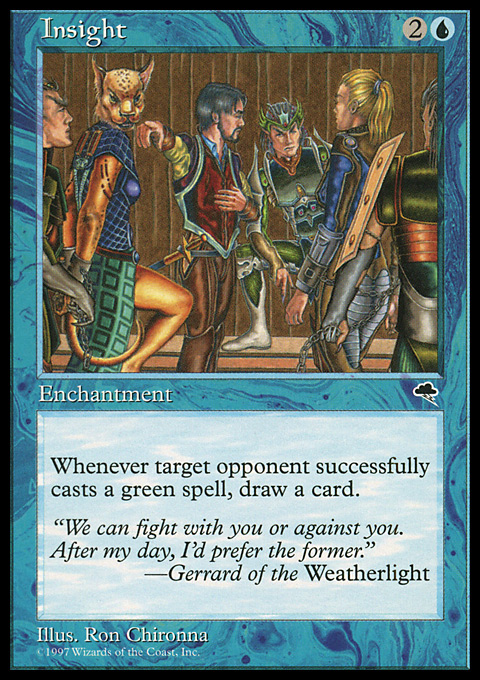 Insight 2
Enchantment
Whenever target opponent successfully
casts a green spell, draw a card.
“We can fight with you or against you.
After my day, I’d prefer the former.”
—Gerrard of the Weatherlight
Illus. Ron Chironna
©1997 Wizards of the Coast, Inc.